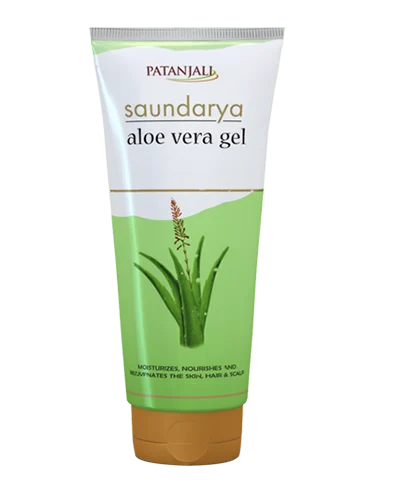 PATANJALI
saundarya
aloe vera gel
MOISTURIZES, NOURISHES AND
REJUVENATES THE SKIN, HAIR & SCALP